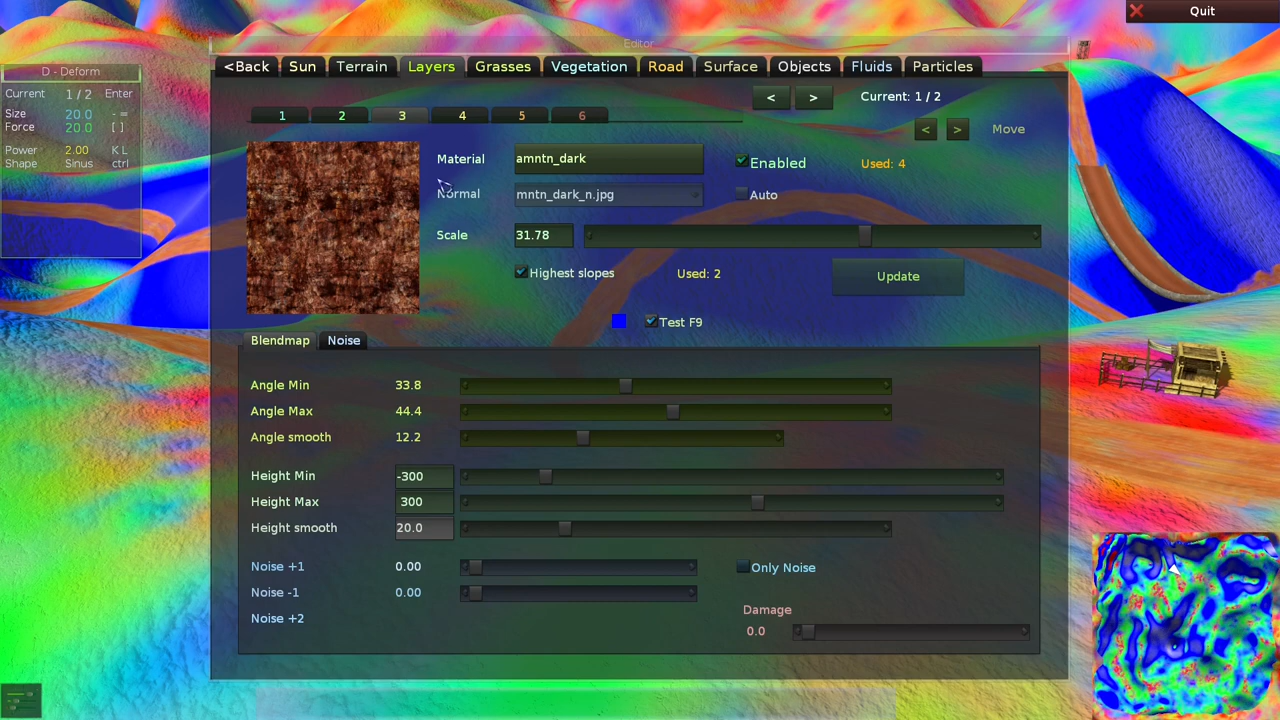 Quit
Editor
D - Deform
Current 1 / 2 Enter
Size 20.0 - =
Force 20.0 [ ]
Power 2.00 K L
Shape Sinus ctrl
<Back Sun Terrain Layers Grasses Vegetation Road Surface Objects Fluids Particles
< > Current: 1 / 2
1 2 3 4 5 6
< > Move
Material amntn_dark Enabled Used: 4
Normal mntn_dark_n.jpg Auto
Scale 31.78
Highest slopes Used: 2 Update
Test F9
Blendmap Noise
Angle Min 33.8
Angle Max 44.4
Angle smooth 12.2
Height Min -300
Height Max 300
Height smooth 20.0
Noise +1 0.00 Only Noise
Noise -1 0.00
Noise +2
Damage
0.0